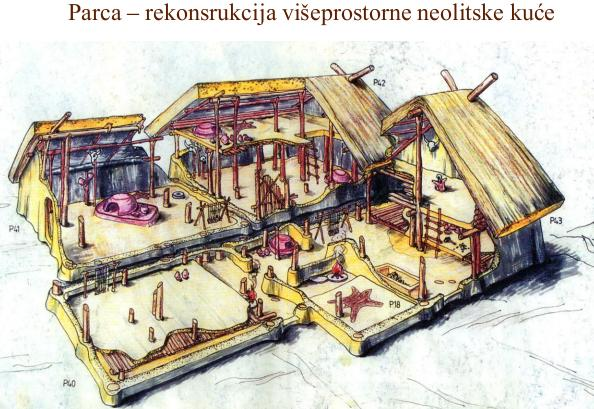 Parca – rekonsrukcija višeprostorne neolitske kuće
P42
P41
P43
P18
P40